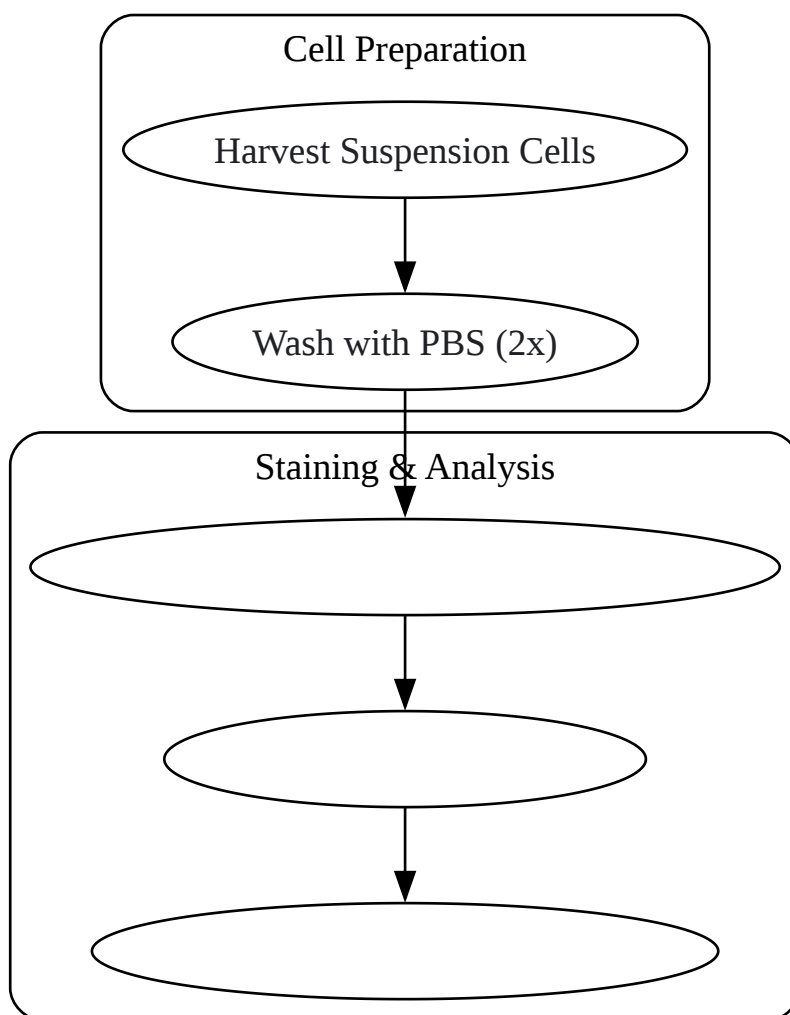 Cell Preparation
Harvest Suspension Cells
Wash with PBS (2x)
Staining & Analysis